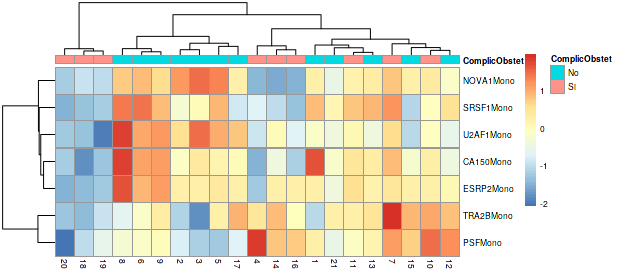 ComplicObstet
NOVA1Mono
SRSF1Mono
U2AF1Mono
CA150Mono
ESRP2Mono
TRA2BMono
PSFMono
20 18 19 8 6 9 2 3 5 17 4 14 16 1 21 11 13 7 15 10 12
1
0
-1
-2
ComplicObstet
No
SI